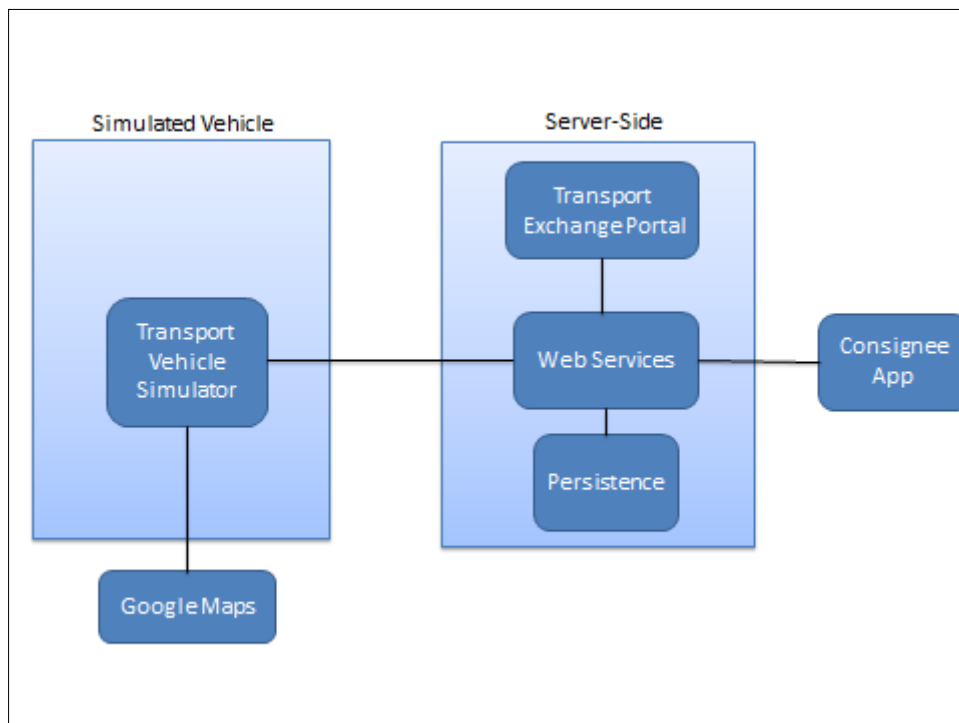 Simulated Vehicle
Server-Side
Transport
Exchange Portal
Transport
Vehicle
Simulator
Web Services
Consignee
App
Persistence
Google Maps